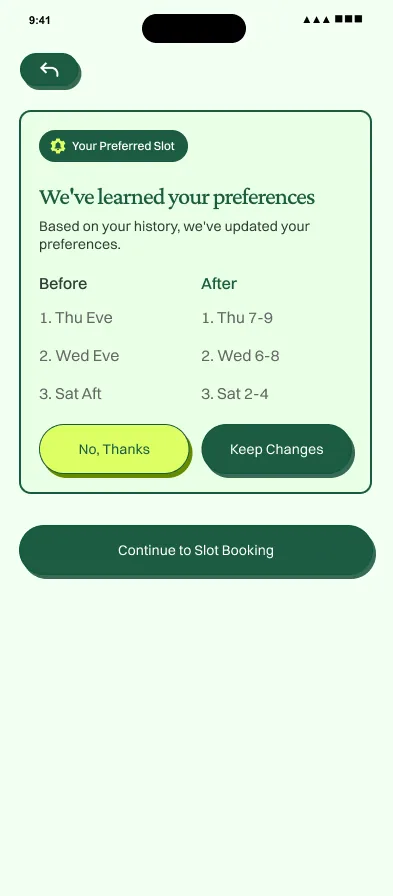 9:41
Your Preferred Slot
We've learned your preferences
Based on your history, we've updated your
preferences.
Before
After
1. Thu Eve
1. Thu 7-9
2. Wed Eve
2. Wed 6-8
3. Sat Aft
3. Sat 2-4
No, Thanks
Keep Changes
Continue to Slot Booking